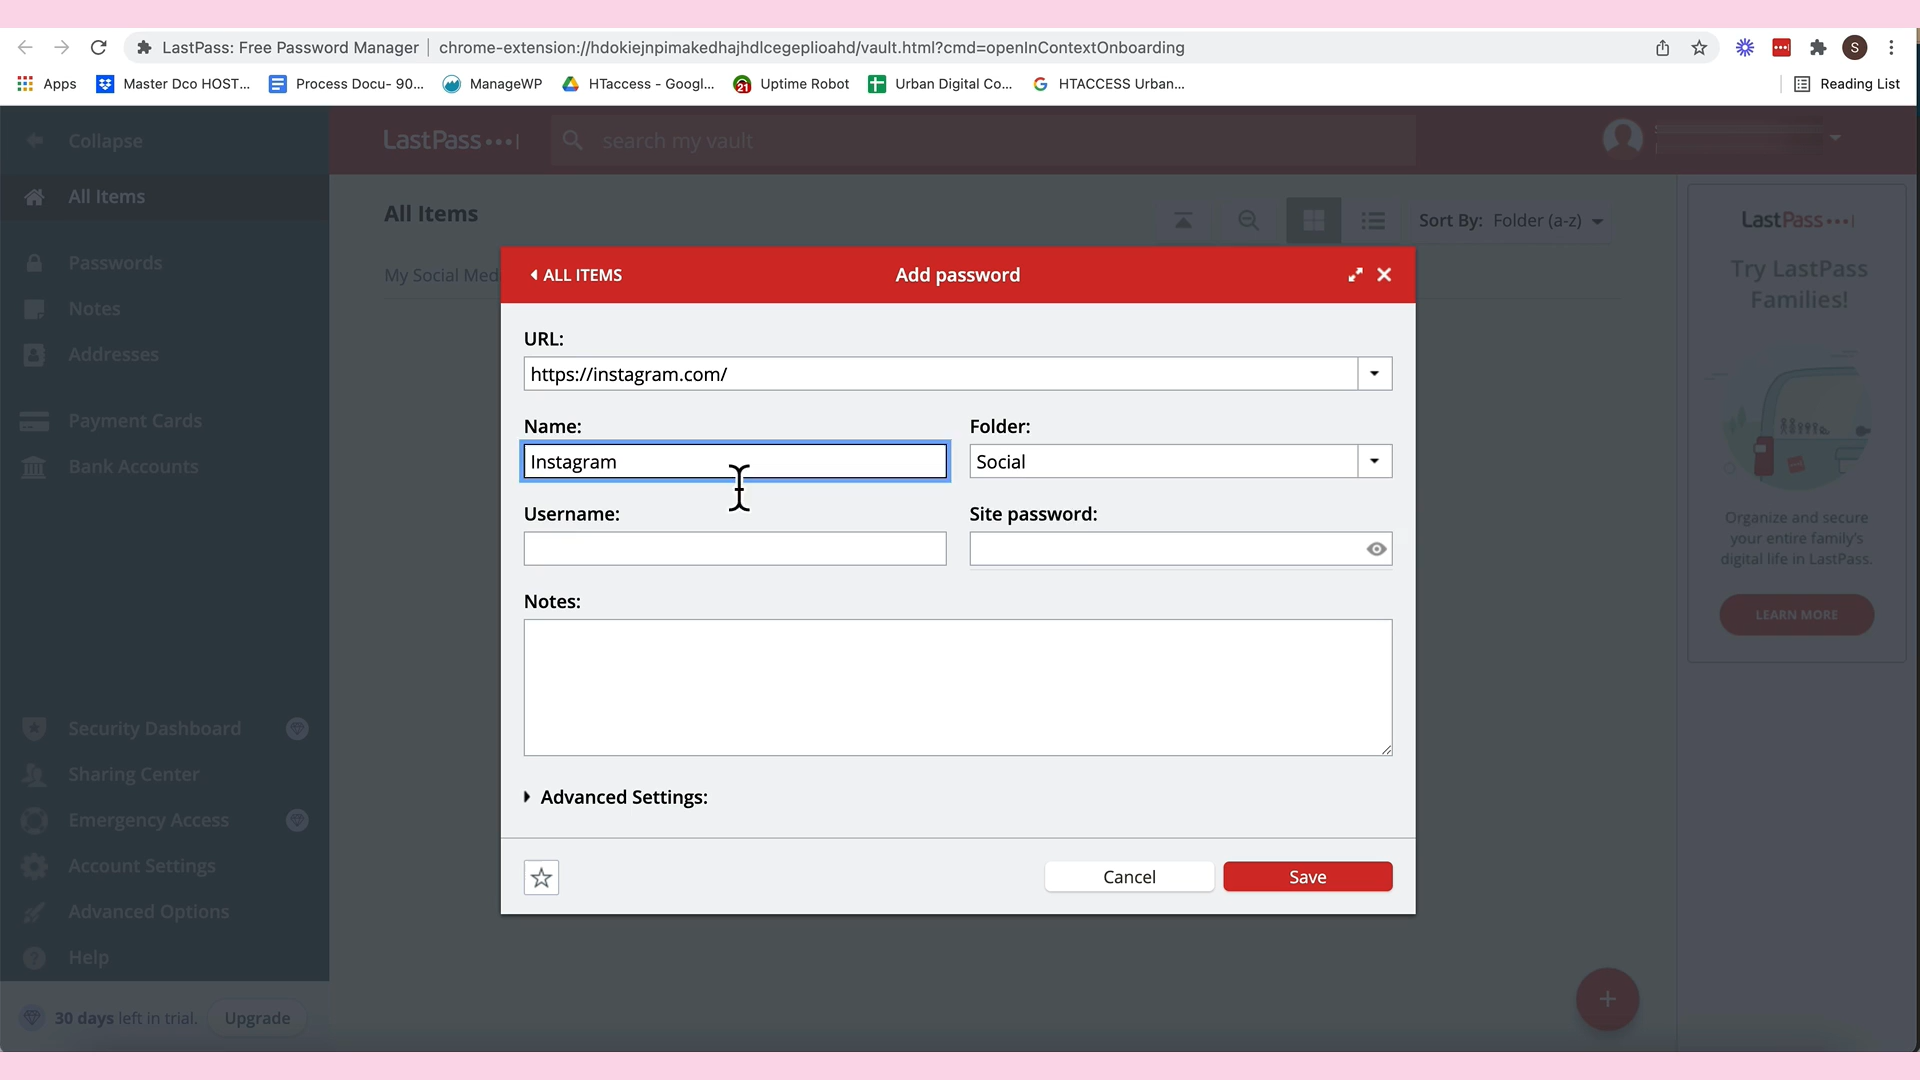 LastPass: Free Password Manager
chrome-extension://hdokiejnpimakedhajhdlcegeplioahd/vault.html?cmd=openInContextOnboarding
S
Apps
Master Dco HOST...
Process Docu- 90...
ManageWP
HTaccess - Googl...
21
Uptime Robot
Urban Digital Co...
HTACCESS Urban...
Reading List
Collapse
LastPass
search my vault
All Items
Passwords
Notes
Addresses
Payment Cards
Bank Accounts
Security Dashboard
Sharing Center
Emergency Access
Account Settings
Advanced Options
Help
30 days left in trial.
Upgrade
All Items
Sort By: Folder (a-z)
My Social Med
ALL ITEMS
Add password
URL:
https://instagram.com/
Name:
Folder:
Instagram
Social
Username:
Site password:
Notes:
Advanced Settings:
Cancel
Save
LastPass
Try LastPass
Families!
Organize and secure
your entire family's
digital life in LastPass.
LEARN MORE